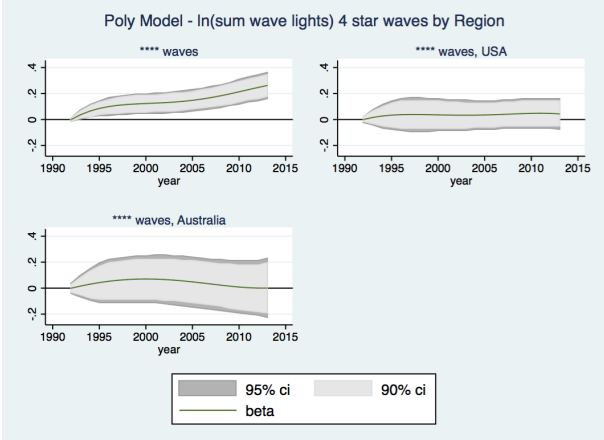 Poly Model - ln(sum wave lights) 4 star waves by Region
**** waves
.4
.2
0
-.2
1990 1995 2000 2005 2010 2015
year
**** waves, USA
.4
.2
0
-.2
1990 1995 2000 2005 2010 2015
year
**** waves, Australia
.4
.2
0
-.2
1990 1995 2000 2005 2010 2015
year
95% ci 90% ci
beta